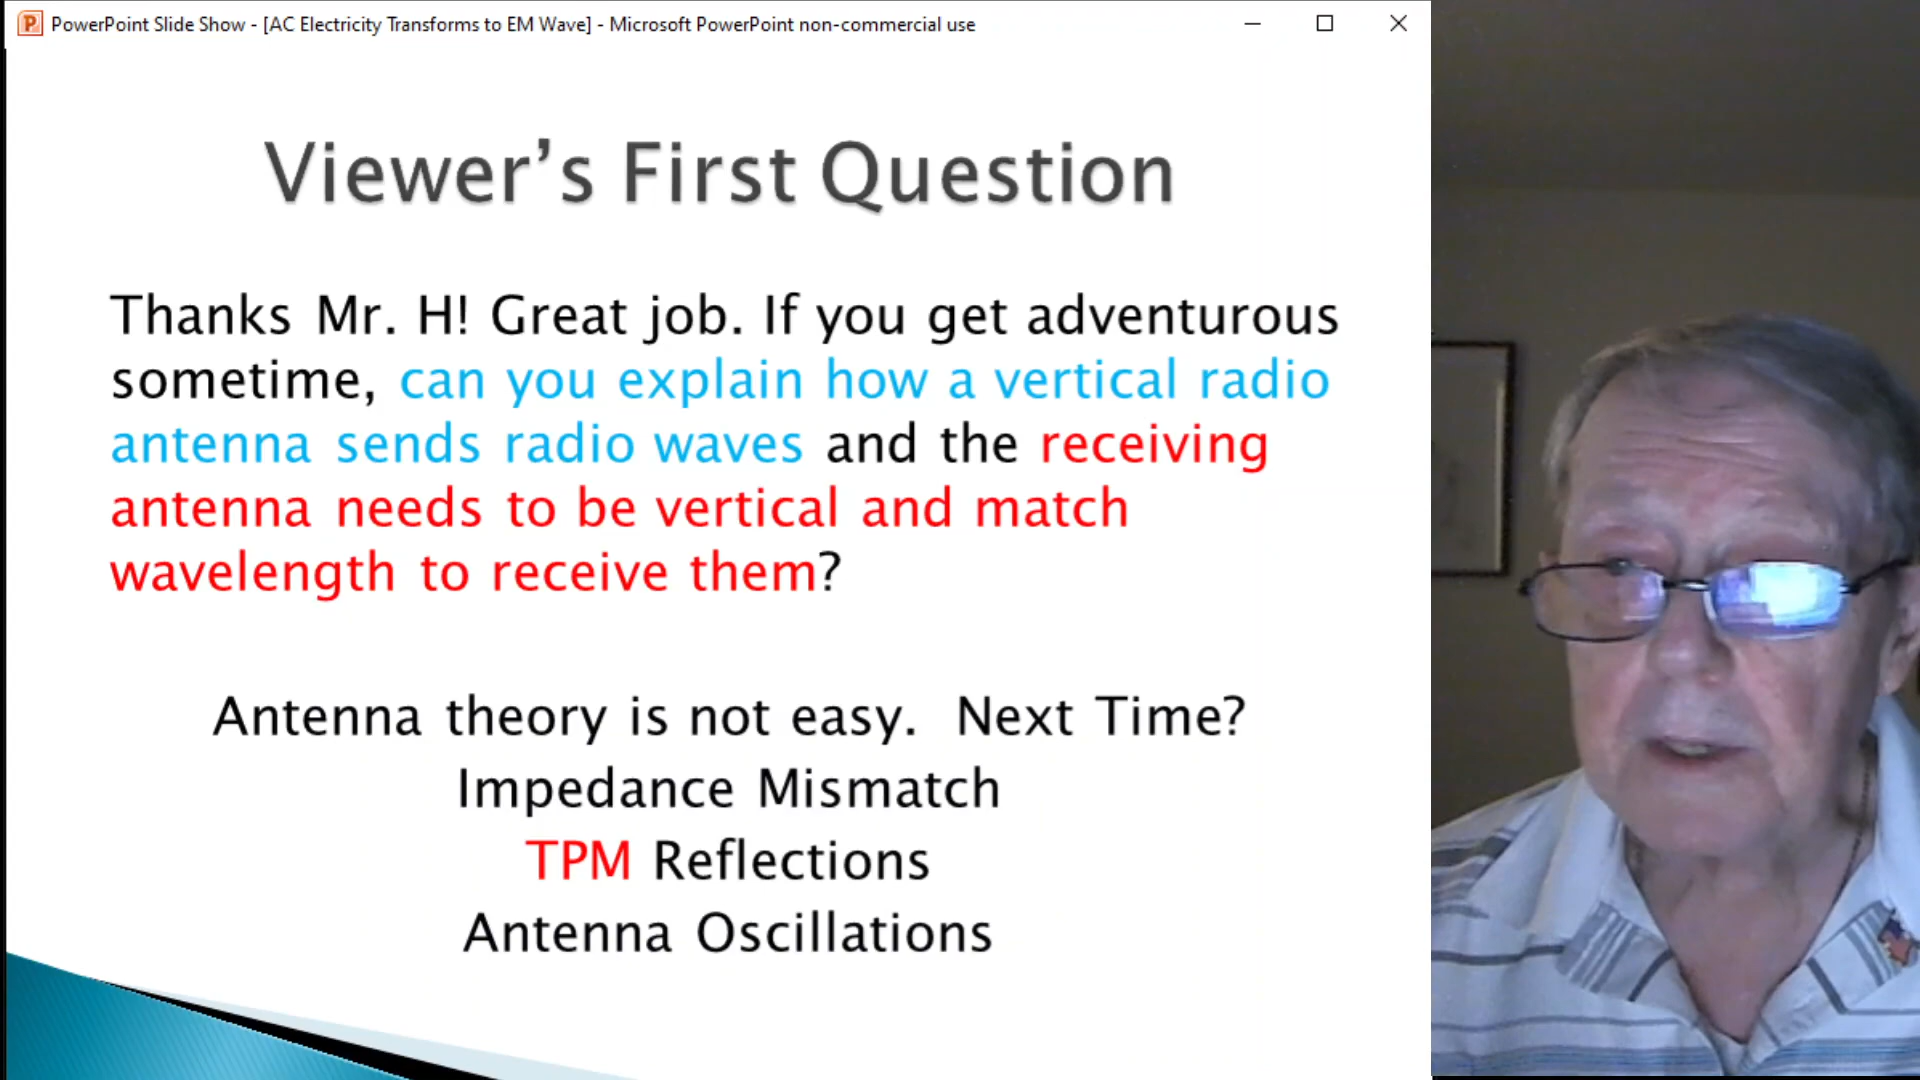 PowerPoint Slide Show - [AC Electricity Transforms to EM Wave] - Microsoft PowerPoint non-commercial use
Viewer's First Question
Thanks Mr. H! Great job. If you get adventurous
sometime, can you explain how a vertical radio
antenna sends radio waves and the receiving
antenna needs to be vertical and match
wavelength to receive them?
Antenna theory is not easy. Next Time?
Impedance Mismatch
TPM Reflections
Antenna Oscillations